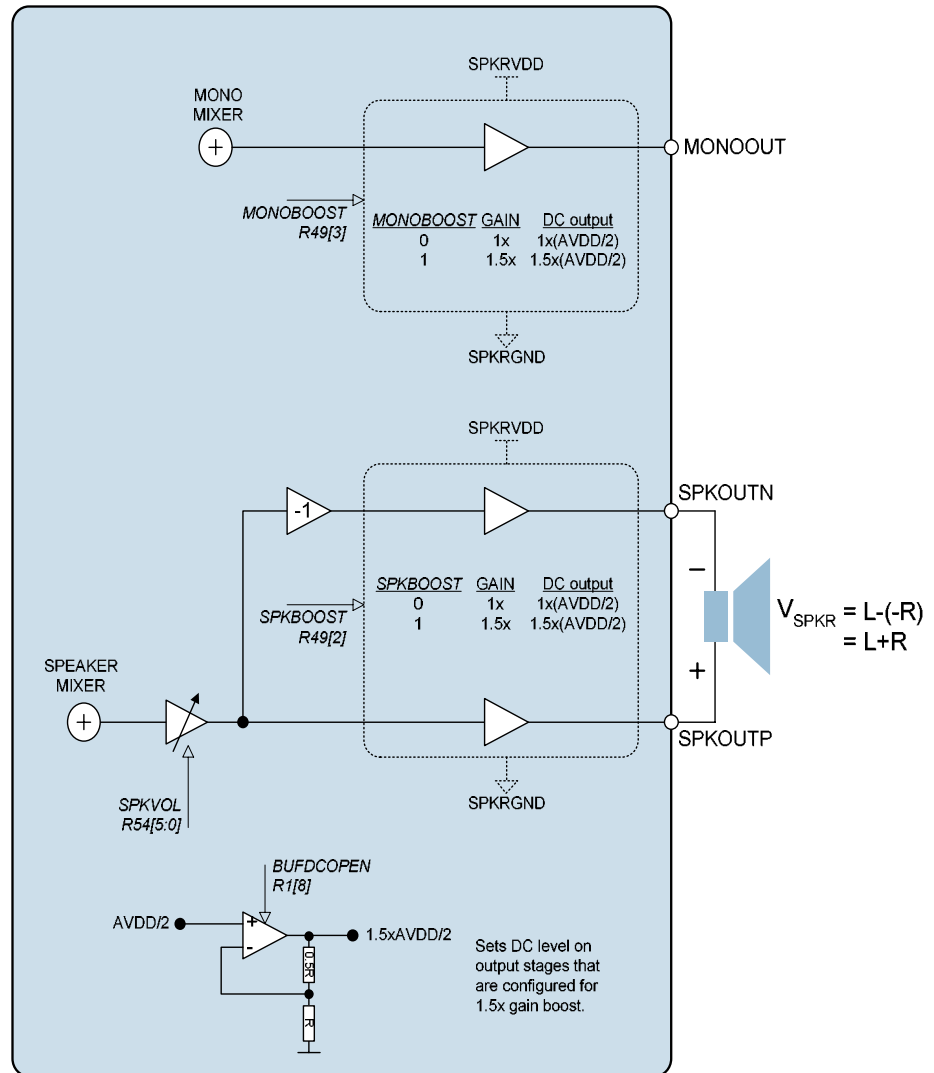 SPKRVDD
MONO
MIXER
+
MONOOUT
MONOBOOST
R49[3]
MONOBOOST GAIN DC output
0 1x 1x(AVDD/2)
1 1.5x 1.5x(AVDD/2)
SPKRGND
SPKRVDD
SPKOUTN
-1
SPKBOOST
R49[2]
SPKBOOST GAIN DC output
0 1x 1x(AVDD/2)
1 1.5x 1.5x(AVDD/2)
–
+
VSPKR = L-(-R)
= L+R
SPEAKER
MIXER
+
SPKOUTP
SPKRGND
SPKVOL
R54[5:0]
BUFDCOPEN
R1[8]
AVDD/2
+
-
1.5xAVDD/2
0.5R
R
Sets DC level on
output stages that
are configured for
1.5x gain boost.